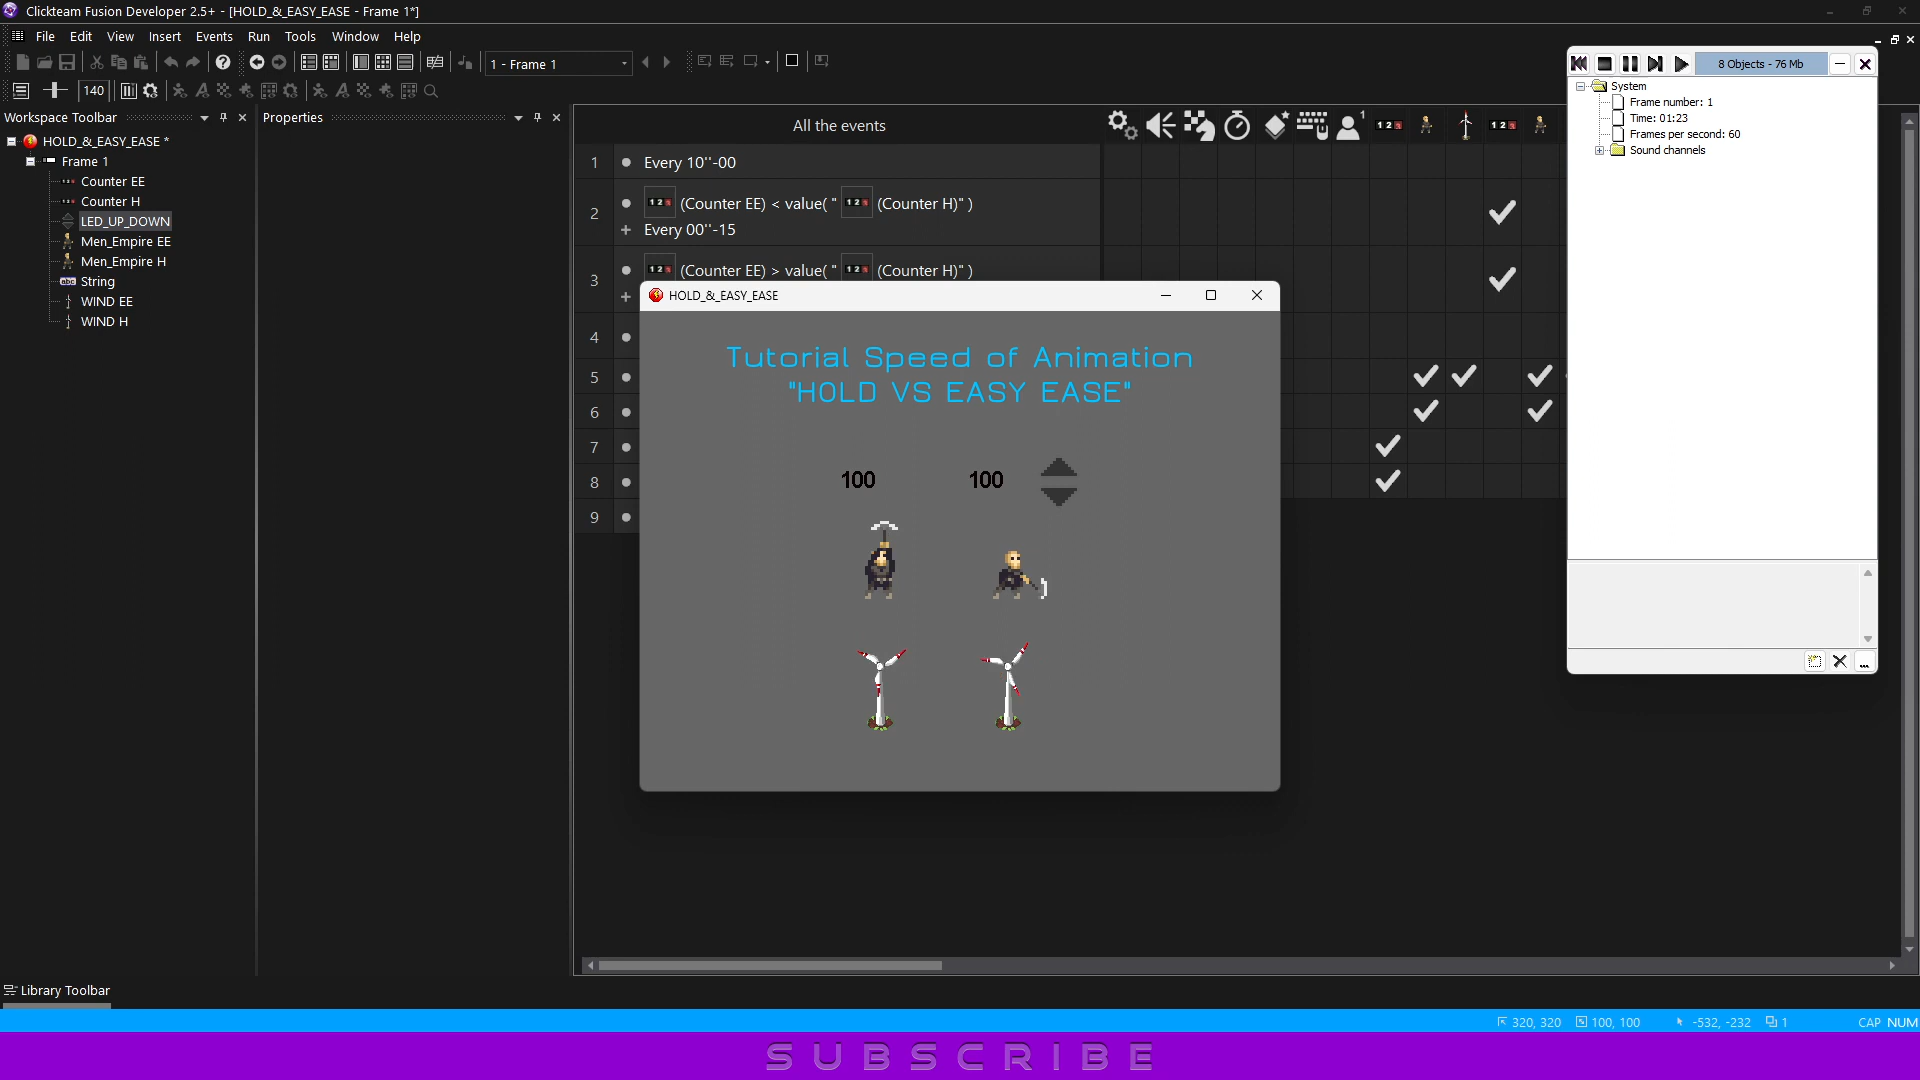 Clickteam Fusion Developer 2.5+ - [HOLD_&_EASY_EASE - Frame 1*]
File Edit View Insert Events Run Tools Window Help
1 - Frame 1
140
Workspace Toolbar
Properties
HOLD_&_EASY_EASE *
Frame 1
Counter EE
Counter H
LED_UP_DOWN
Men_Empire EE
Men_Empire H
String
WIND EE
WIND H
All the events
1 Every 10''-00
2 (Counter EE) < value( " (Counter H)" )
+ Every 00''-15
3 (Counter EE) > value( " (Counter H)" )
+
4
5
6
7
8
9
HOLD_&_EASY_EASE
Tutorial Speed of Animation
"HOLD VS EASY EASE"
100 100
8 Objects - 76 Mb
System
Frame number: 1
Time: 01:23
Frames per second: 60
Sound channels
Library Toolbar
320, 320 100, 100 -532, -232 1 CAP NUM
SUBSCRIBE